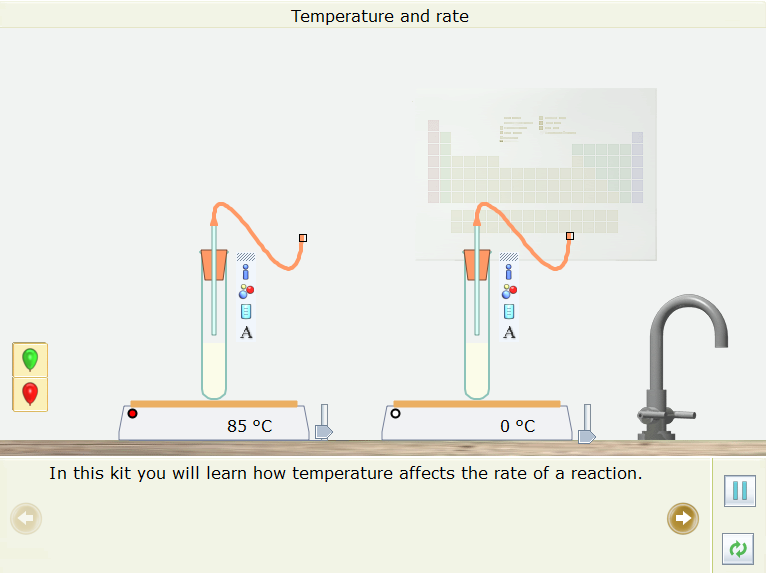 Temperature and rate
A
A
85 °C
0 °C
In this kit you will learn how temperature affects the rate of a reaction.